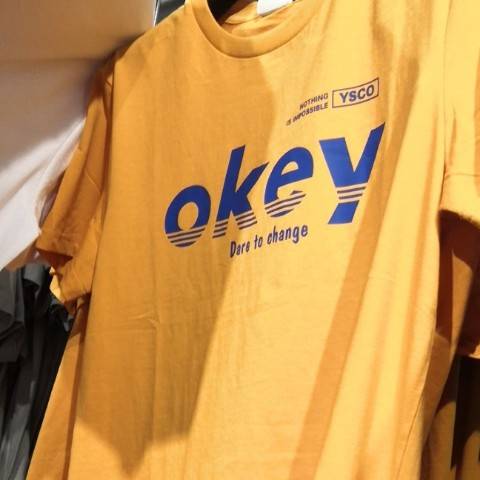 NOTHING
IS IMPOSSIBLE
YSCO
okey
Dare to change